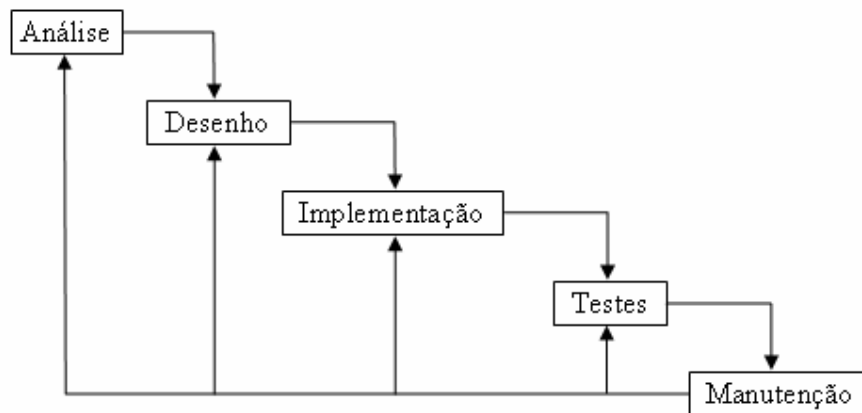 Análise
Desenho
Implementação
Testes
Manutenção